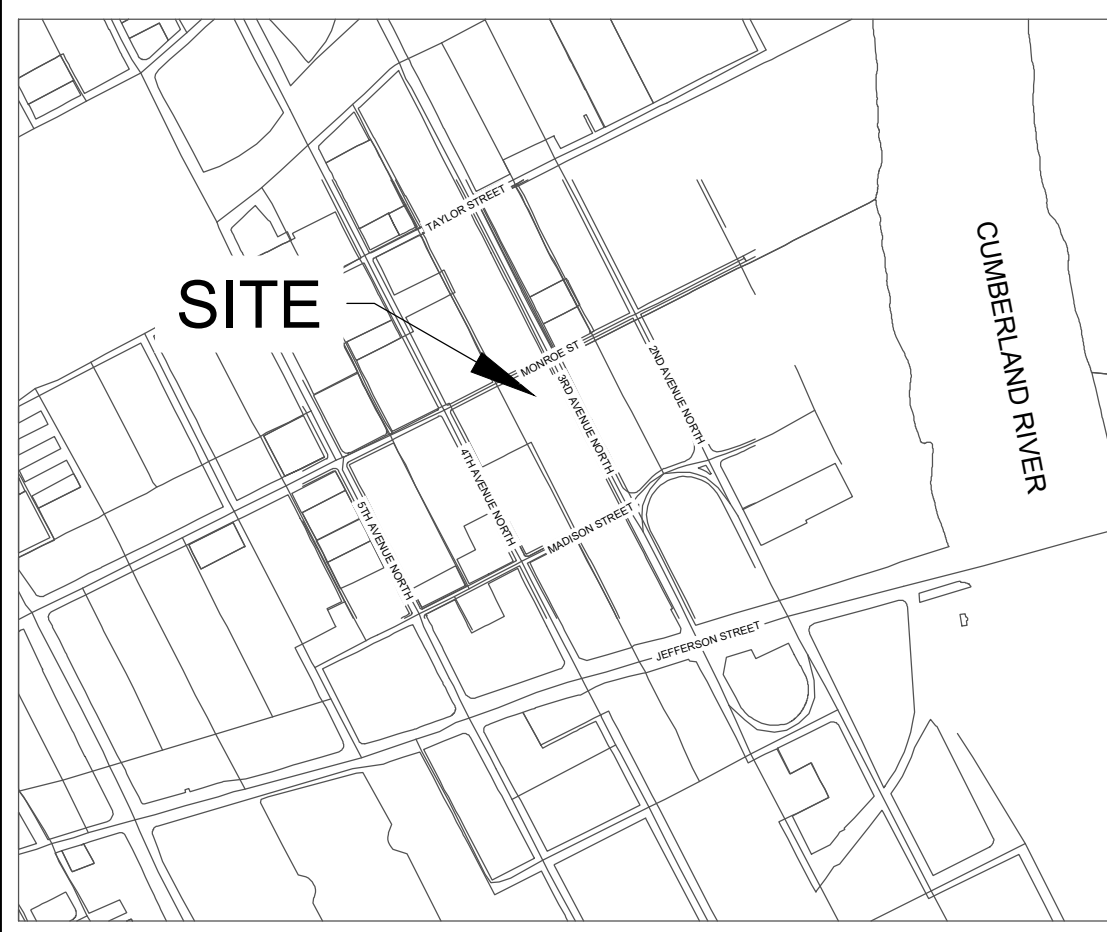 TAYLOR STREET
CUMBERLAND RIVER
SITE
MONROE ST
2ND AVENUE NORTH
3RD AVENUE NORTH
4TH AVENUE NORTH
5TH AVENUE NORTH
MADISON STREET
JEFFERSON STREET